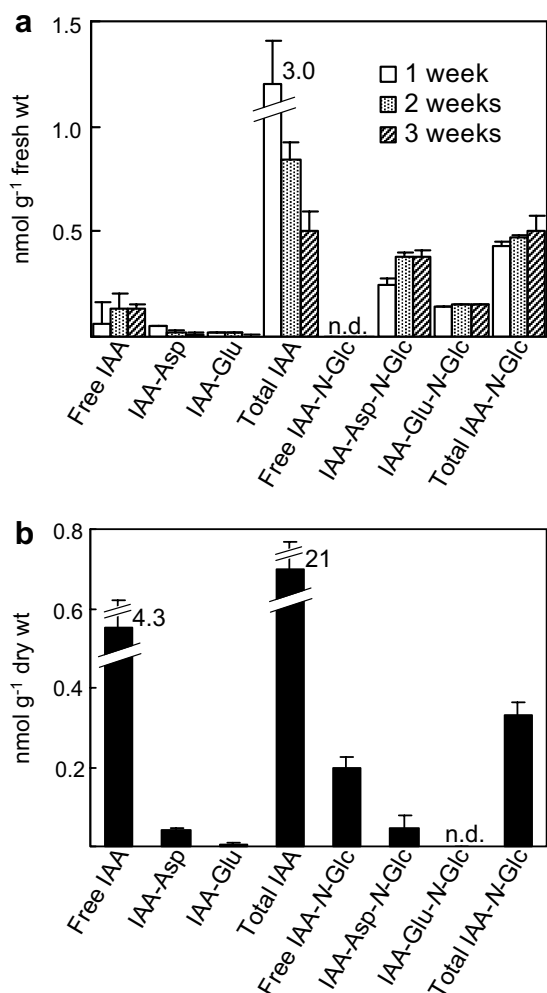 a
nmol g⁻¹ fresh wt
1.5
1.0
0.5
3.0
1 week
2 weeks
3 weeks
n.d.
Free IAA
IAA-Asp
IAA-Glu
Total IAA
Free IAA-N-Glc
IAA-Asp-N-Glc
IAA-Glu-N-Glc
Total IAA-N-Glc
b
nmol g⁻¹ dry wt
0.8
0.6
0.4
0.2
4.3
21
n.d.
Free IAA
IAA-Asp
IAA-Glu
Total IAA
Free IAA-N-Glc
IAA-Asp-N-Glc
IAA-Glu-N-Glc
Total IAA-N-Glc